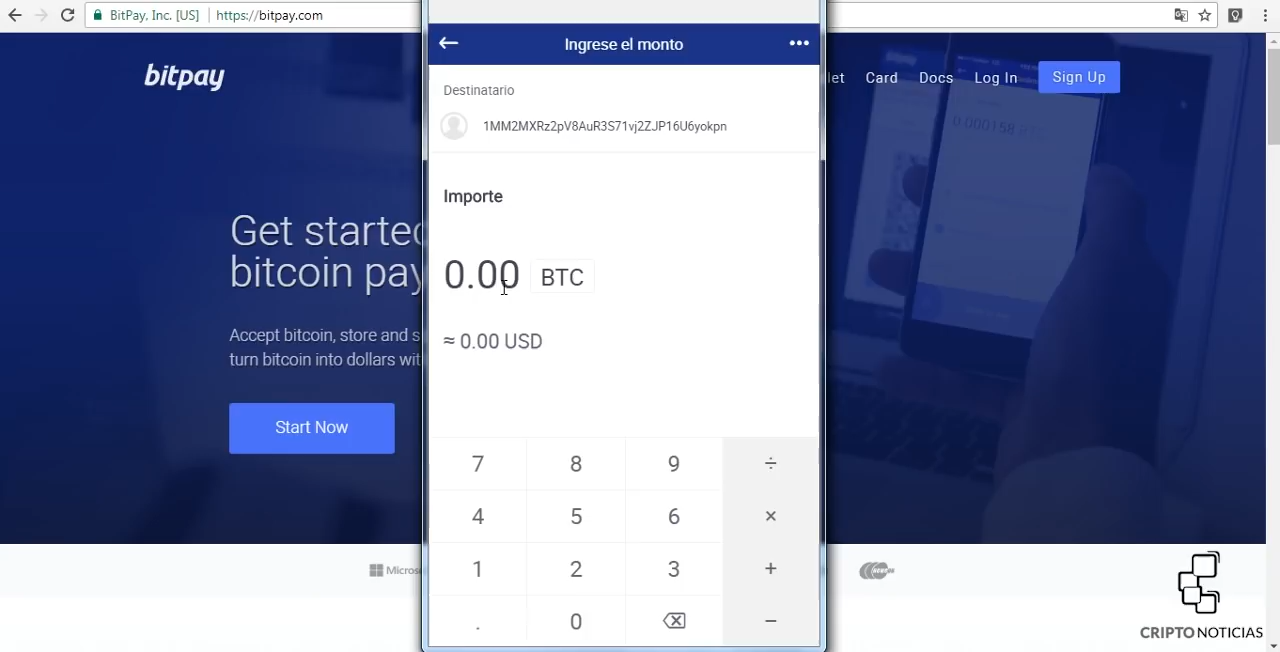 BitPay, Inc. [US]
https://bitpay.com
bitpay
let
Card
Docs
Log In
Sign Up
Get started
bitcoin pay
Accept bitcoin, store and s
turn bitcoin into dollars wit
Start Now
Ingrese el monto
Destinatario
1MM2MXRz2pV8AuR3S71vj2ZJP16U6yokpn
Importe
0.00 BTC
≈ 0.00 USD
7 8 9 ÷
4 5 6 ×
1 2 3 +
. 0 −
Micros
CRIPTONOTICIAS